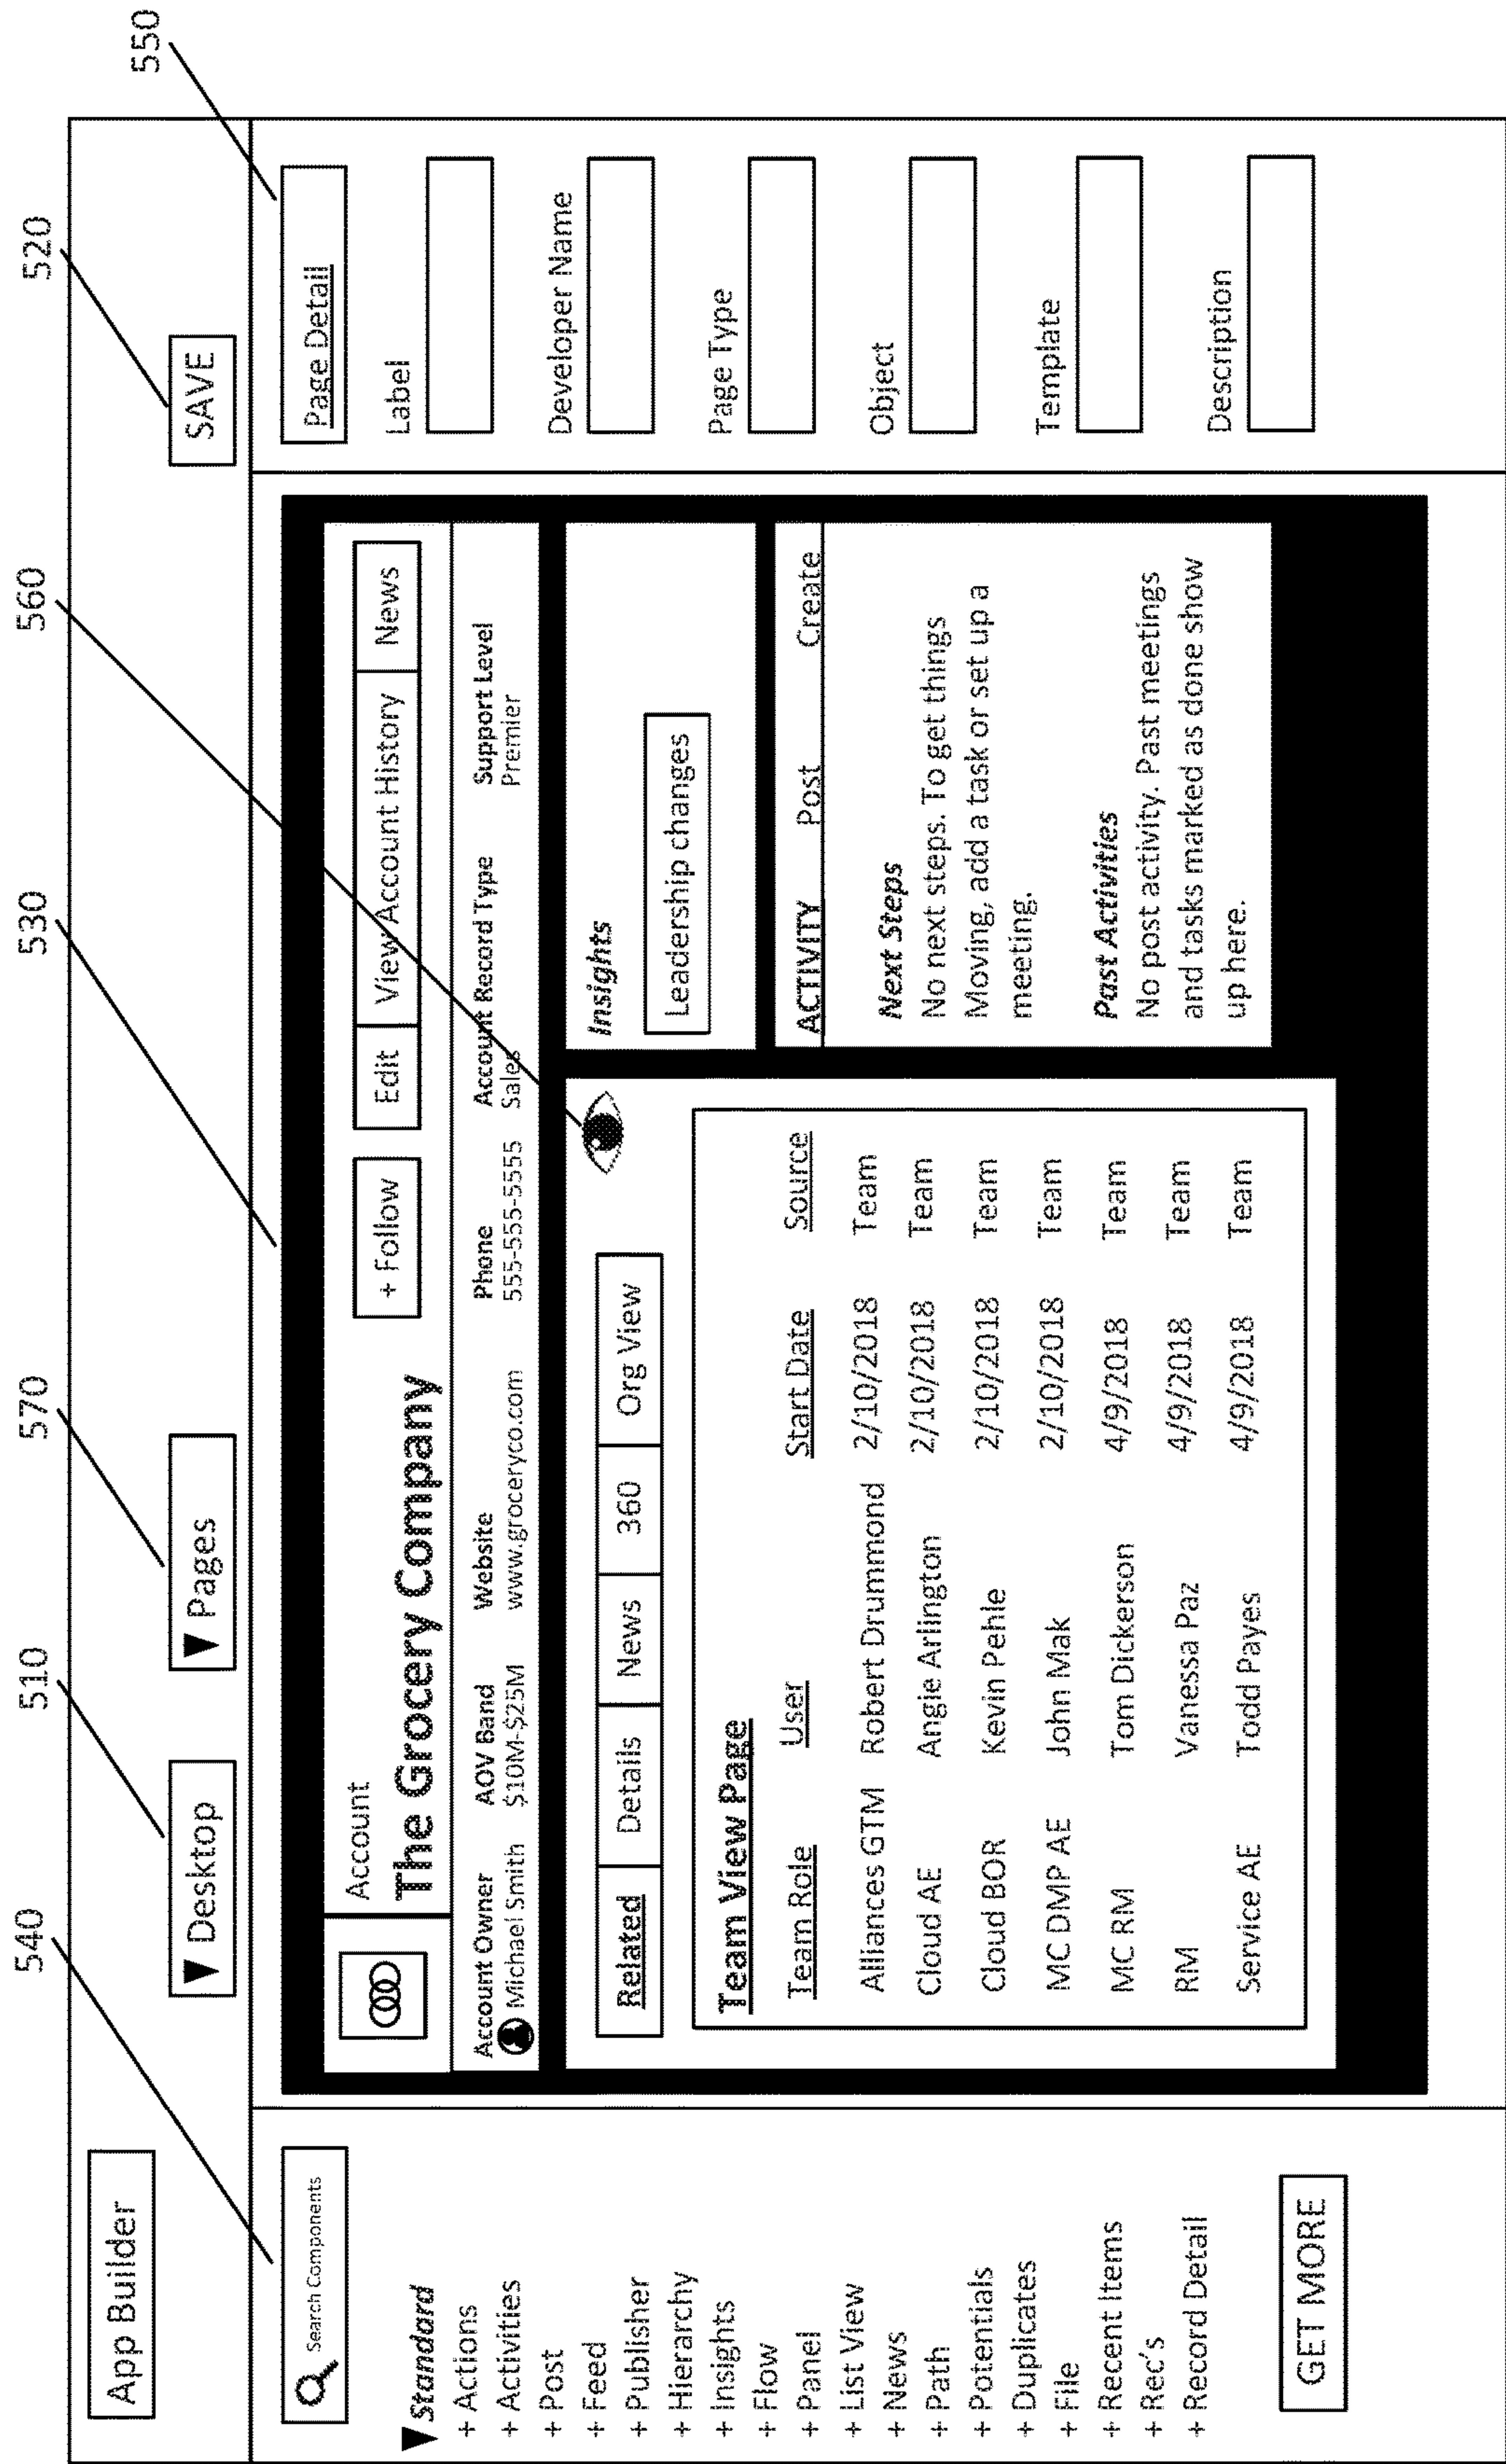 540
510
570
530
560
520
550
App Builder
▼ Desktop
▼ Pages
SAVE
Search Components
▼ Standard
+ Actions
+ Activities
+ Post
+ Feed
+ Publisher
+ Hierarchy
+ Insights
+ Flow
+ Panel
+ List View
+ News
+ Path
+ Potentials
+ Duplicates
+ File
+ Recent Items
+ Rec's
+ Record Detail
GET MORE
Account
The Grocery Company
+ Follow
Edit
View Account History
News
Account Owner AOV Band Website Phone Account Record Type Support Level
Michael Smith $10M-$25M www.groceryco.com 555-555-5555 Sales Premier
Related Details News 360 Org View
Team View Page
Team Role User Start Date Source
Alliances GTM Robert Drummond 2/10/2018 Team
Cloud AE Angie Arlington 2/10/2018 Team
Cloud BOR Kevin Pehle 2/10/2018 Team
MC DMP AE John Mak 2/10/2018 Team
MC RM Tom Dickerson 4/9/2018 Team
RM Vanessa Paz 4/9/2018 Team
Service AE Todd Payes 4/9/2018 Team
Insights
Leadership changes
ACTIVITY Post Create
Next Steps
No next steps. To get things
Moving, add a task or set up a
meeting.
Past Activities
No post activity. Past meetings
and tasks marked as done show
up here.
Page Detail
Label
Developer Name
Page Type
Object
Template
Description